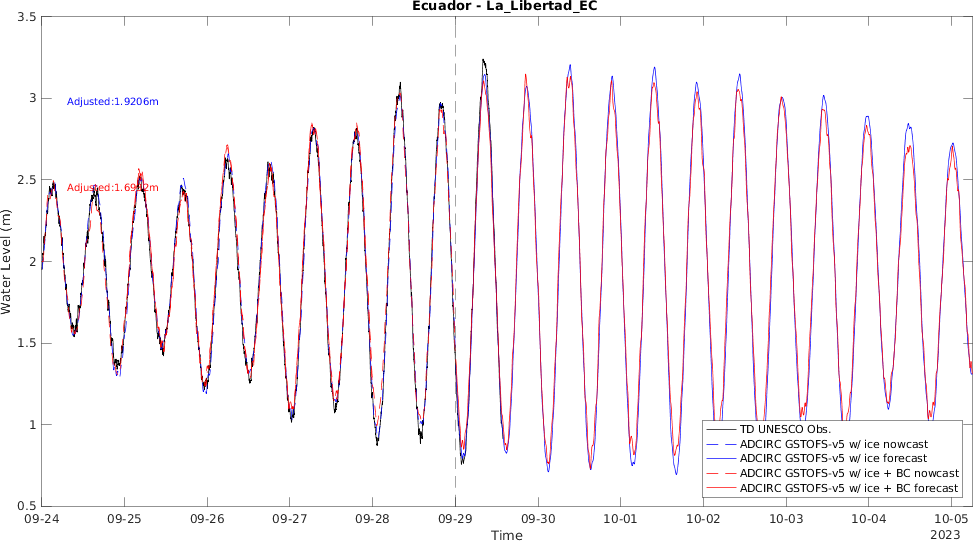 Ecuador - La_Libertad_EC
3.5
3
2.5
2
1.5
1
0.5
Water Level (m)
Adjusted:1.9206m
TD UNESCO Obs.
ADCIRC GSTOFS-v5 w/ ice nowcast
ADCIRC GSTOFS-v5 w/ ice forecast
ADCIRC GSTOFS-v5 w/ ice + BC nowcast
ADCIRC GSTOFS-v5 w/ ice + BC forecast
09-24 09-25 09-26 09-27 09-28 09-29 09-30 10-01 10-02 10-03 10-04 10-05
Time
2023